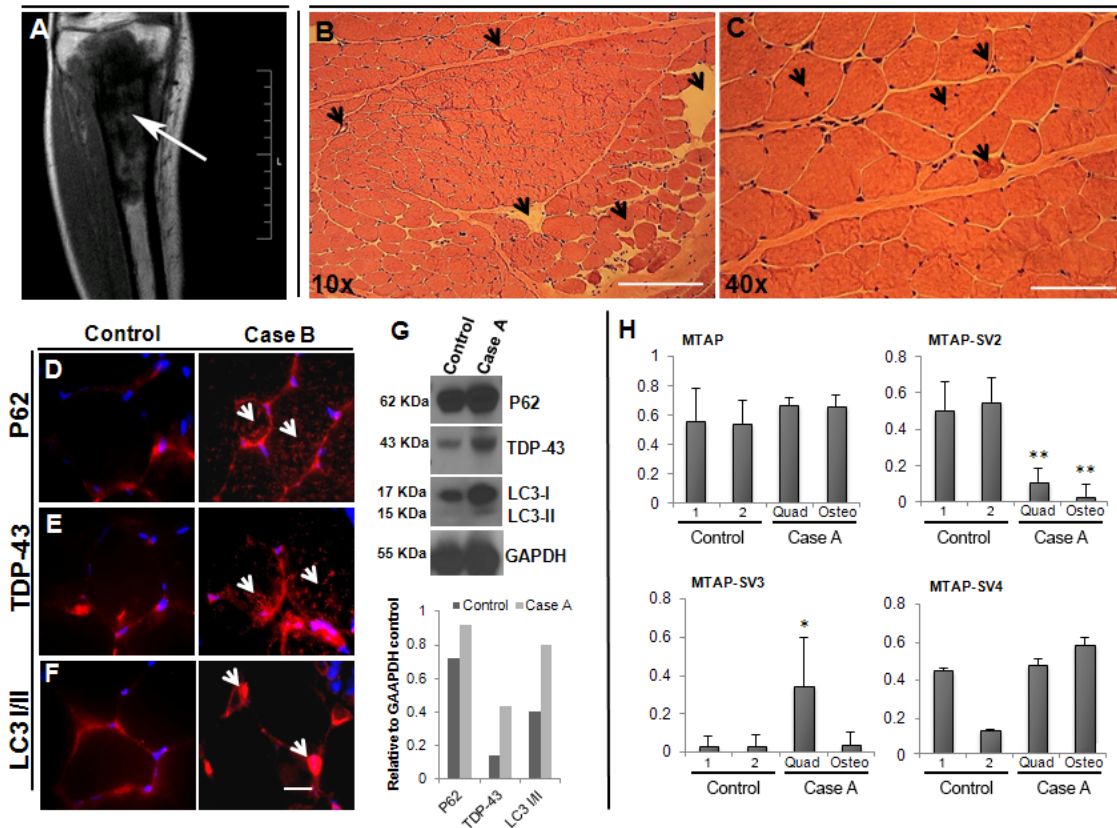 A
B
10x
C
40x
Control
Case B
D
P62
E
TDP-43
F
LC3 I/II
G
Control
Case A
62 KDa
P62
43 KDa
TDP-43
17 KDa
LC3-I
15 KDa
LC3-II
55 KDa
GAPDH
Control
Case A
Relative to GAAPDH control
1
0.8
0.6
0.4
0.2
0
P62
TDP-43
LC3 I/II
H
MTAP
1
0.8
0.6
0.4
0.2
0
1
2
Quad
Osteo
Control
Case A
MTAP-SV2
0.8
0.6
0.4
0.2
0
**
**
1
2
Quad
Osteo
Control
Case A
MTAP-SV3
0.8
0.6
0.4
0.2
0
*
1
2
Quad
Osteo
Control
Case A
MTAP-SV4
0.8
0.6
0.4
0.2
0
1
2
Quad
Osteo
Control
Case A